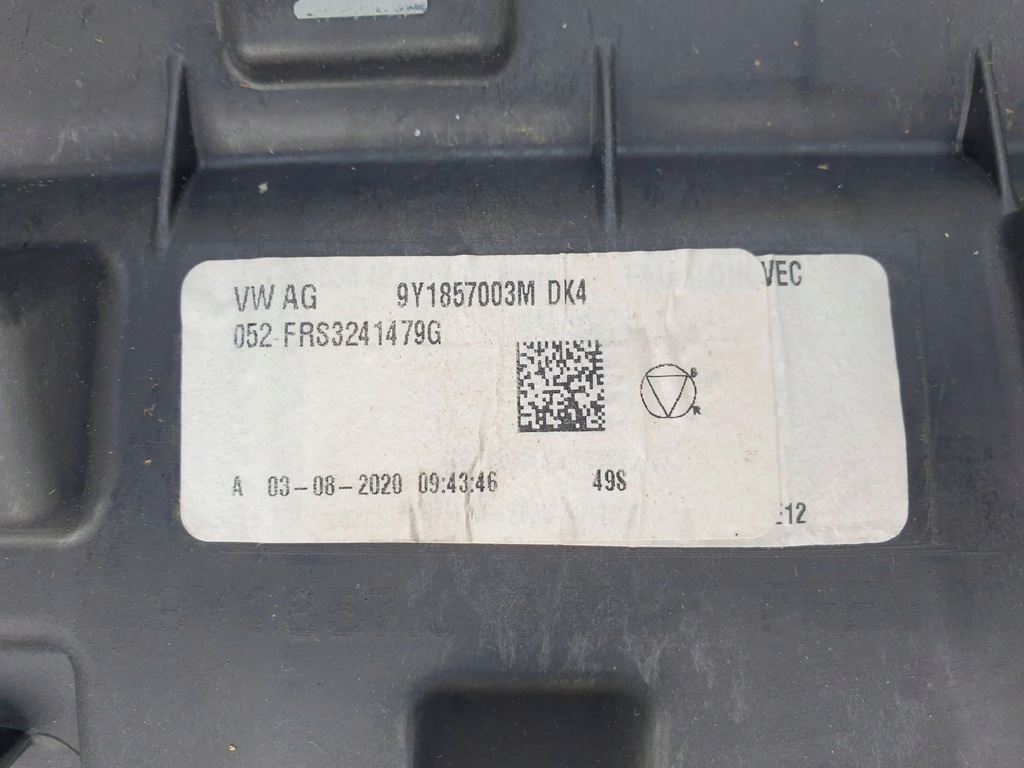 VW AG 9Y1857003M DK4
052-FRS3241479G
A 03-08-2020 09:43:46 49S
VEC
E12